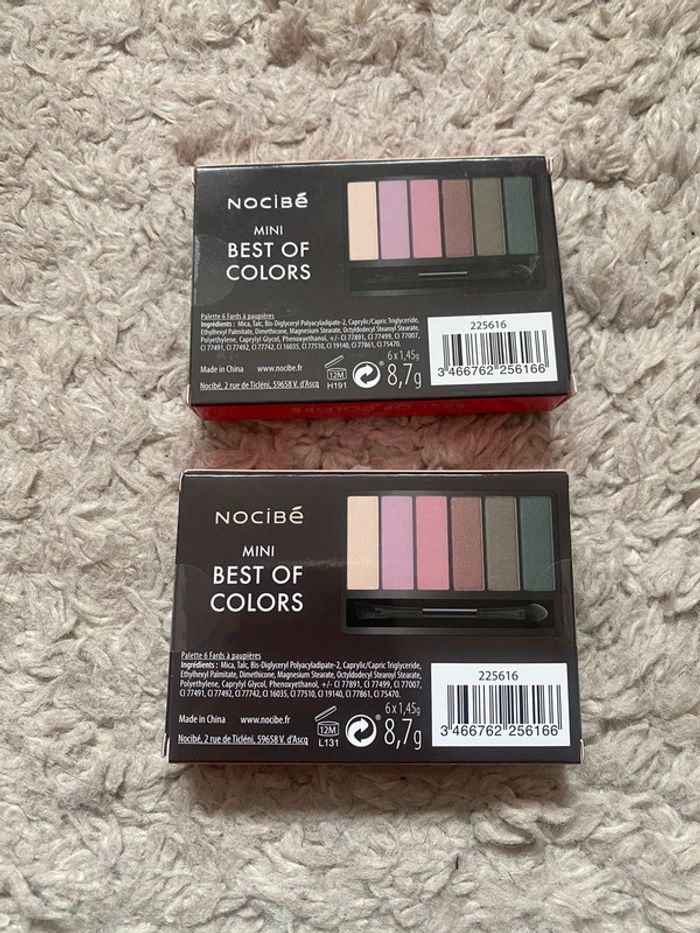 NOCIBÉ
MINI
BEST OF
COLORS
Palette 6 Fards à paupières
Ingrédients : Mica, Talc, Bis-Diglyceryl Polyacyladipate-2, Caprylic/Capric Triglyceride,
Ethylhexyl Palmitate, Dimethicone, Magnesium Stearate, Octyldodecyl Stearoyl Stearate,
Polyethylene, Caprylyl Glycol, Phenoxyethanol, +/- CI 77891, CI 77499, CI 77007,
CI 77491, CI 77492, CI 77742, CI 16035, CI 77510, CI 19140, CI 77861, CI 75470.
Made in China www.nocibe.fr
Nocibé, 2 rue de Ticléni, 59658 V. d'Ascq
12M
H191
6 x 1,45g
8,7g
225616
3 466762 256166
OF COLORS
NOCIBÉ
MINI
BEST OF
COLORS
Palette 6 Fards à paupières
Ingrédients : Mica, Talc, Bis-Diglyceryl Polyacyladipate-2, Caprylic/Capric Triglyceride,
Ethylhexyl Palmitate, Dimethicone, Magnesium Stearate, Octyldodecyl Stearoyl Stearate,
Polyethylene, Caprylyl Glycol, Phenoxyethanol, +/- CI 77891, CI 77499, CI 77007,
CI 77491, CI 77492, CI 77742, CI 16035, CI 77510, CI 19140, CI 77861, CI 75470.
Made in China www.nocibe.fr
Nocibé, 2 rue de Ticléni, 59658 V. d'Ascq
12M
L131
6 x 1,45g
8,7g
225616
3 466762 256166